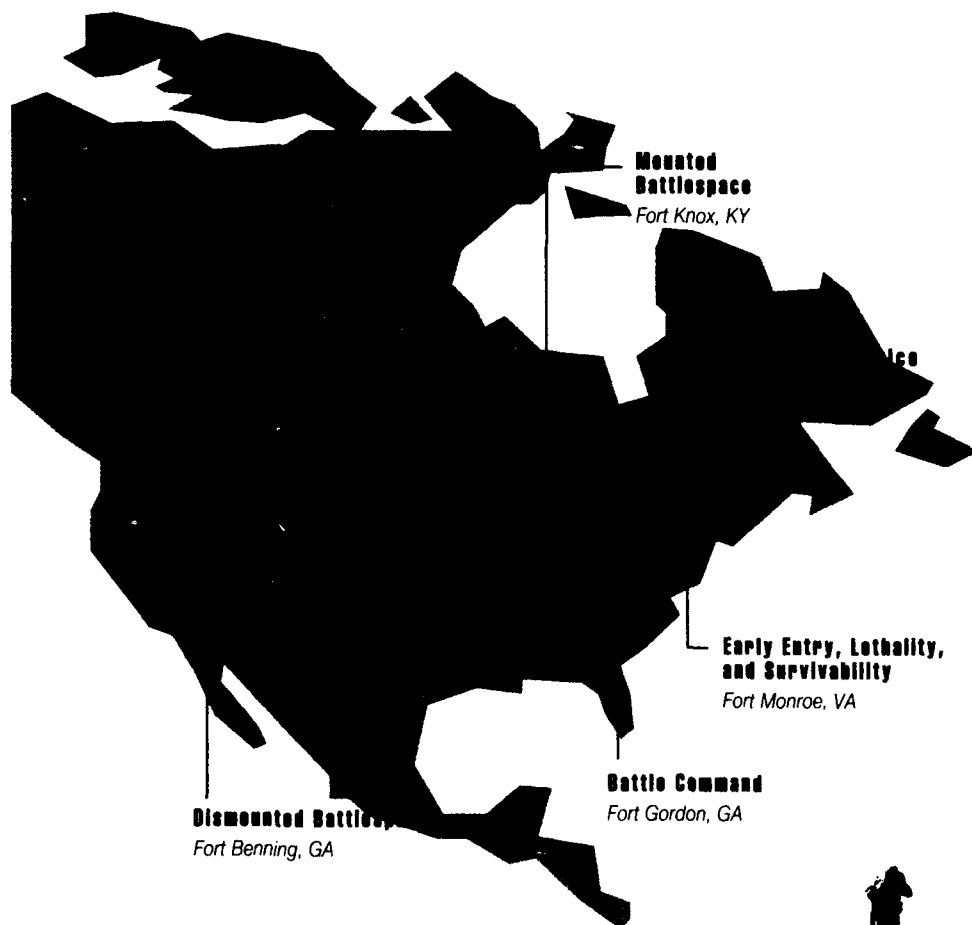 Mounted
Battlespace
Fort Knox, KY
Early Entry, Lethality,
and Survivability
Fort Monroe, VA
Battle Command
Fort Gordon, GA
Dismounted
Fort Benning, GA